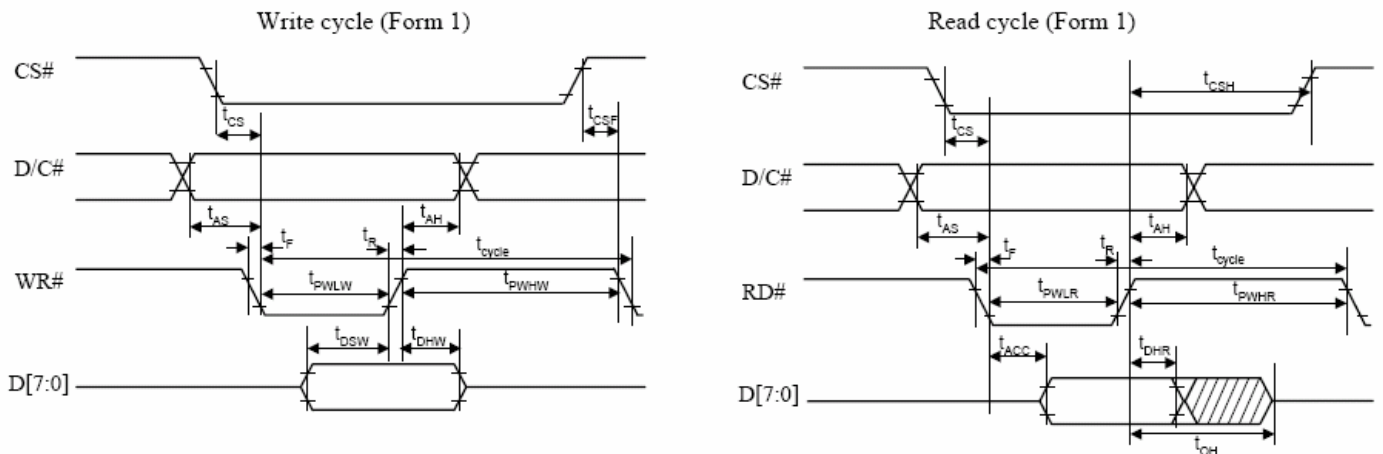 Write cycle (Form 1)
CS#
tCS
tCSF
D/C#
tAS
tAH
tF
tR
tcycle
WR#
tPWLW
tPWHW
tDSW
tDHW
D[7:0]
Read cycle (Form 1)
CS#
tCSH
tCS
D/C#
tAS
tAH
tF
tR
tcycle
RD#
tPWLR
tPWHR
tACC
tDHR
D[7:0]
tOH